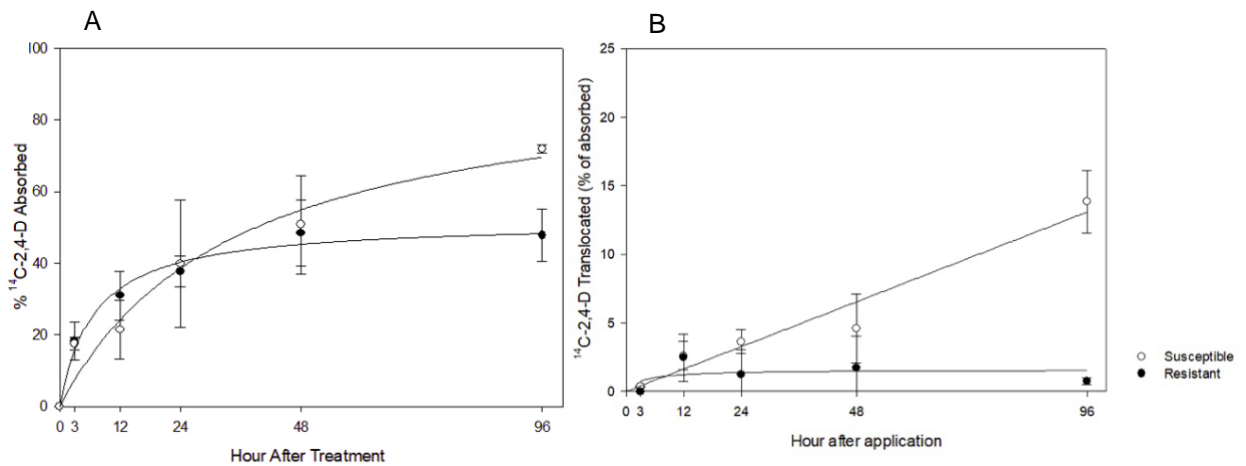 A
B
% ¹⁴C-2,4-D Absorbed
100
80
60
40
20
0
0 3 12 24 48 96
Hour After Treatment
¹⁴C-2,4-D Translocated (% of absorbed)
25
20
15
10
5
0
0 3 12 24 48 96
Hour after application
Susceptible
Resistant